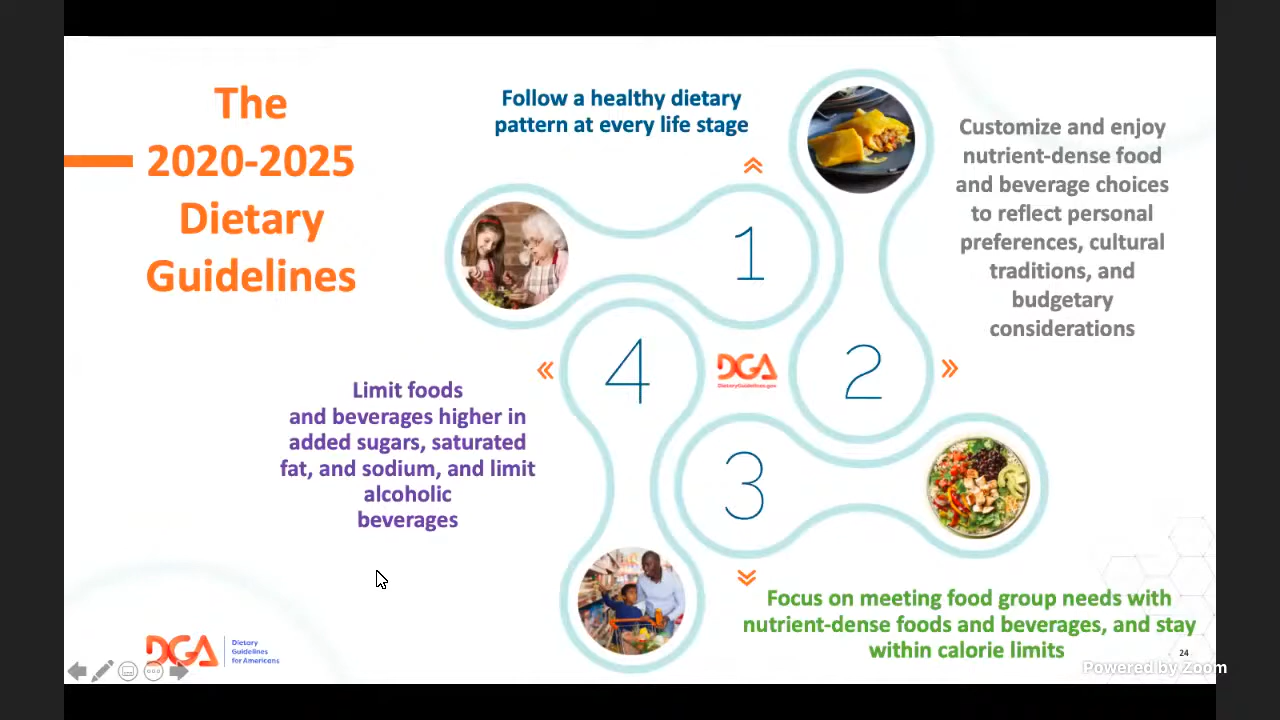 The
2020-2025
Dietary
Guidelines
Follow a healthy dietary
pattern at every life stage
1
Customize and enjoy
nutrient-dense food
and beverage choices
to reflect personal
preferences, cultural
traditions, and
budgetary
considerations
2
DGA
DietaryGuidelines.gov
3
Focus on meeting food group needs with
nutrient-dense foods and beverages, and stay
within calorie limits
4
Limit foods
and beverages higher in
added sugars, saturated
fat, and sodium, and limit
alcoholic
beverages
DGA
Dietary
Guidelines
for Americans
24
Powered by Zoom